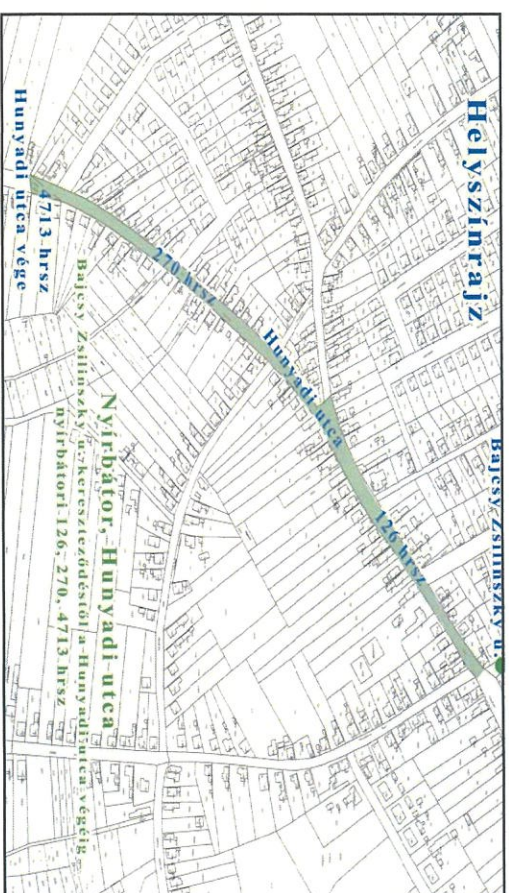 Helyszínrajz
Bajcsy Zsilinszky u.
126 hrsz
Hunyadi utca
270 hrsz
4713 hrsz
Hunyadi utca vége
Nyírbátor, Hunyadi utca
Bajcsy Zsilinszky u. kereszteződéstől a Hunyadi utca végéig
nyírbátori 126, 270, 4713 hrsz